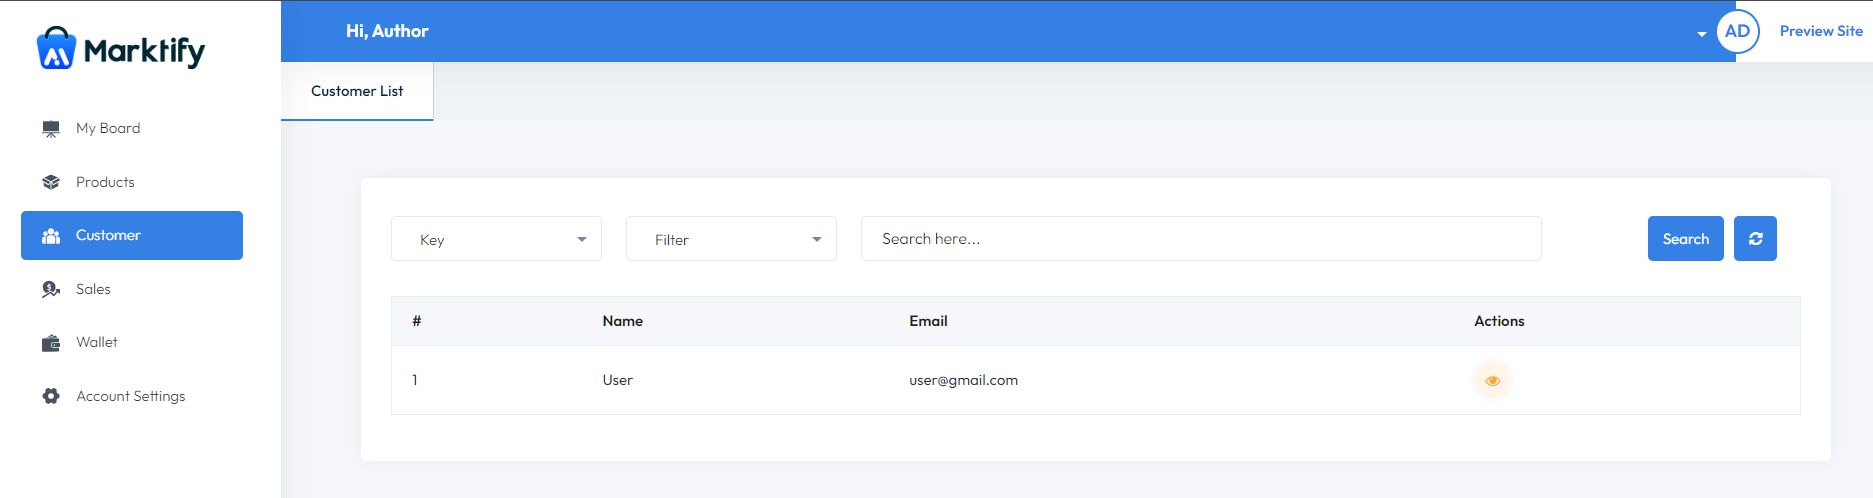 Marktify
Hi, Author
AD
Preview Site
Customer List
My Board
Products
Customer
Sales
Wallet
Account Settings
Key
Filter
Search here...
Search
# Name Email Actions
1 User user@gmail.com